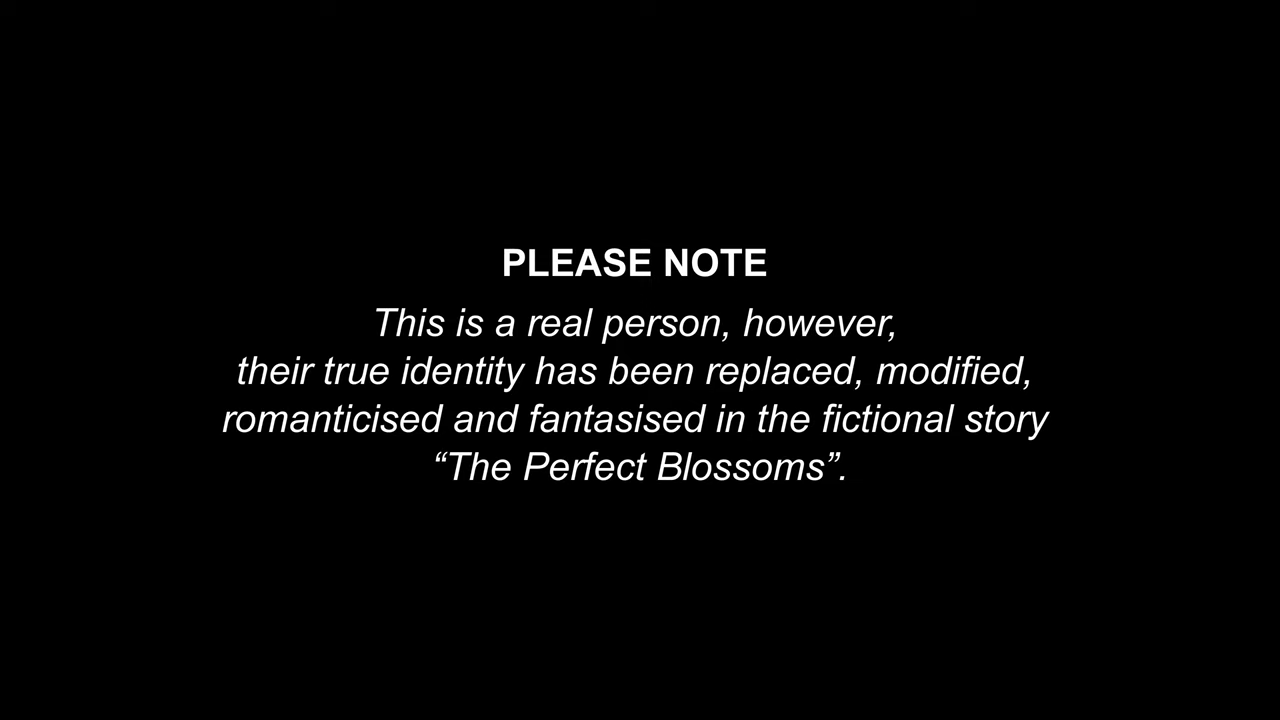 PLEASE NOTE
This is a real person, however,
their true identity has been replaced, modified,
romanticised and fantasised in the fictional story
“The Perfect Blossoms”.